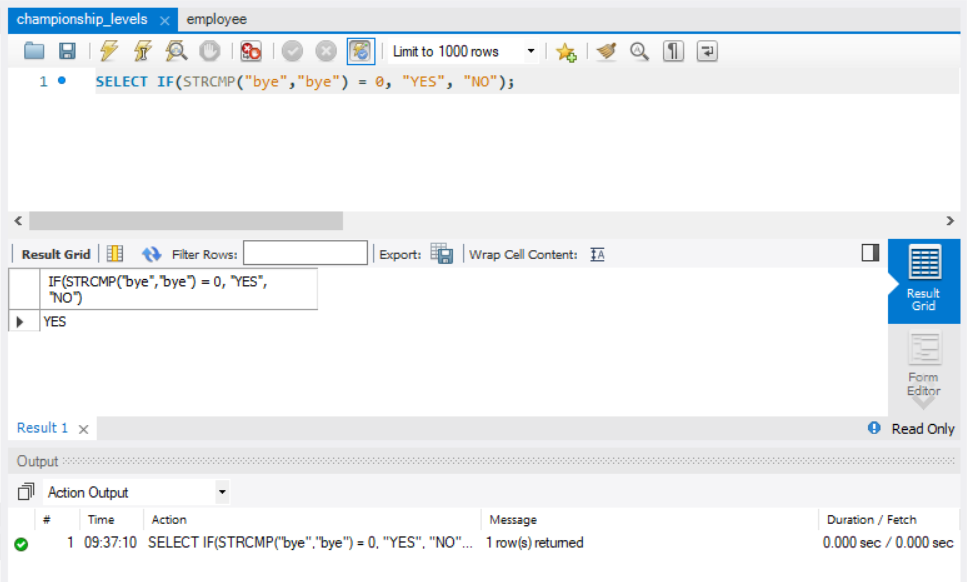 championship_levels × employee
Limit to 1000 rows
1 SELECT IF(STRCMP("bye","bye") = 0, "YES", "NO");
Result Grid Filter Rows: Export: Wrap Cell Content:
IF(STRCMP("bye","bye") = 0, "YES",
"NO")
YES
Result
Grid
Form
Editor
Result 1 × Read Only
Output
Action Output
# Time Action Message Duration / Fetch
1 09:37:10 SELECT IF(STRCMP("bye","bye") = 0, "YES", "NO"... 1 row(s) returned 0.000 sec / 0.000 sec